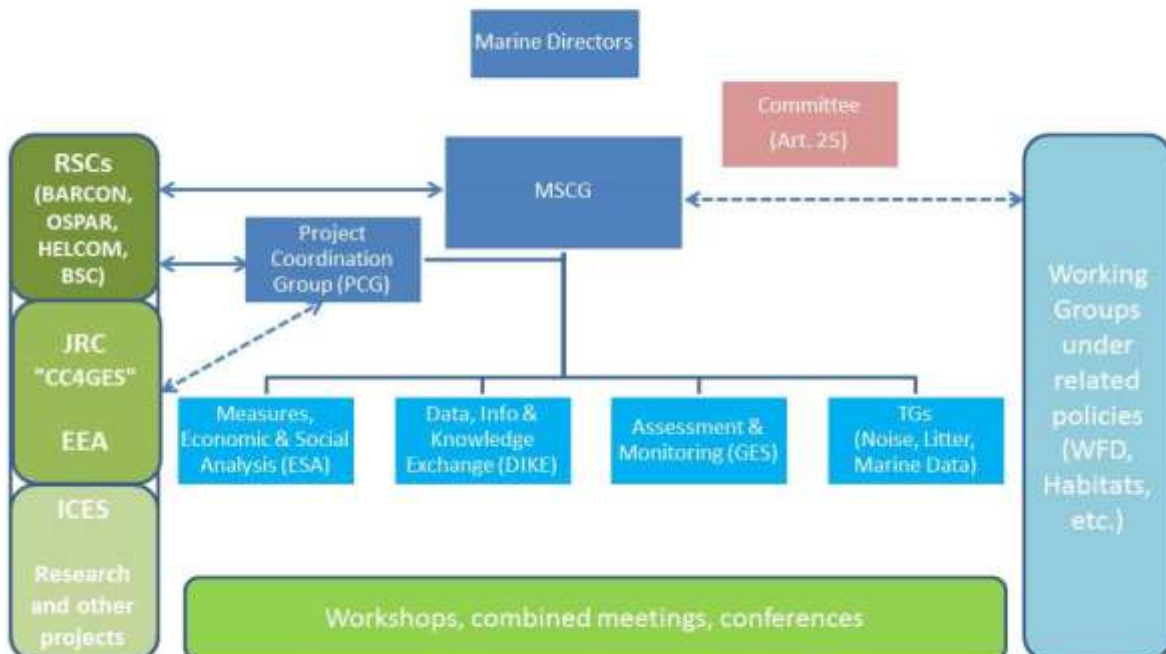 Marine Directors
Committee
(Art. 25)
RSCs
(BARCON,
OSPAR,
HELCOM,
BSC)
MSCG
Project
Coordination
Group (PCG)
JRC
"CC4GES"
EEA
Measures,
Economic & Social
Analysis (ESA)
Data, Info &
Knowledge
Exchange (DIKE)
Assessment &
Monitoring (GES)
TGs
(Noise, Litter,
Marine Data)
Working
Groups
under
related
policies
(WFD,
Habitats,
etc.)
ICES
Research
and other
projects
Workshops, combined meetings, conferences